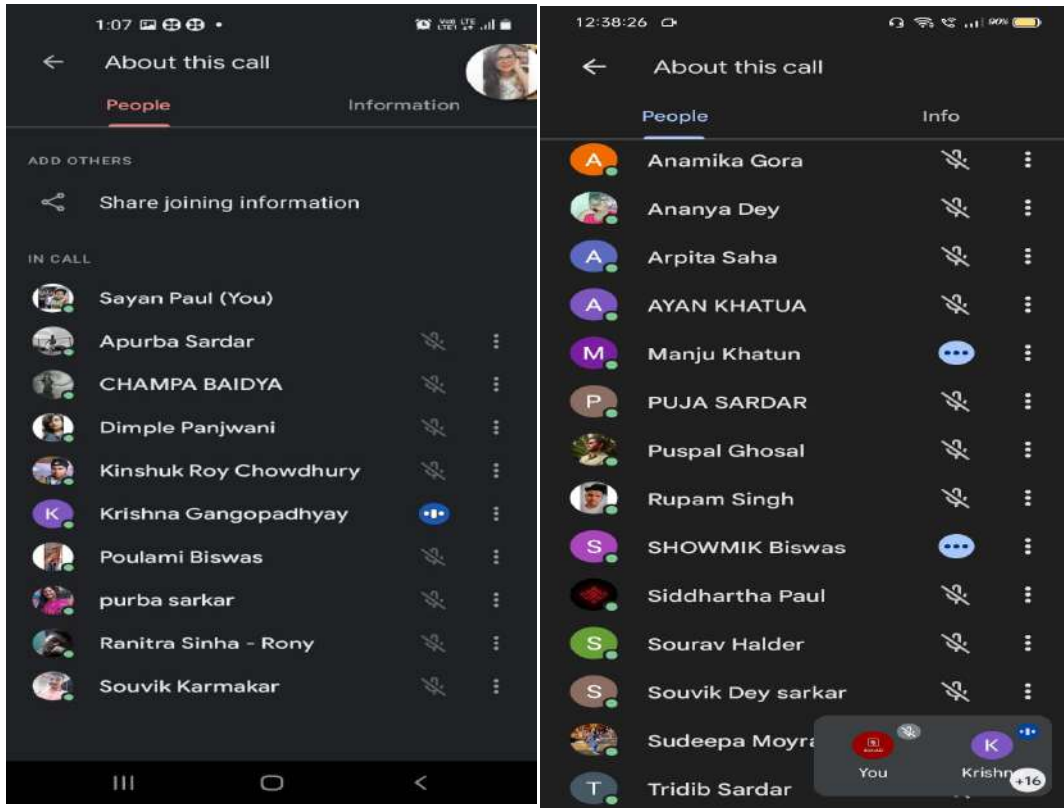 1:07
About this call
People Information
ADD OTHERS
Share joining information
IN CALL
Sayan Paul (You)
Apurba Sardar
CHAMPA BAIDYA
Dimple Panjwani
Kinshuk Roy Chowdhury
K Krishna Gangopadhyay
Poulami Biswas
purba sarkar
Ranitra Sinha - Rony
Souvik Karmakar
12:38:26 90%
About this call
People Info
A Anamika Gora
Ananya Dey
A Arpita Saha
A AYAN KHATUA
M Manju Khatun
P PUJA SARDAR
Puspal Ghosal
Rupam Singh
S SHOWMIK Biswas
Siddhartha Paul
S Sourav Halder
S Souvik Dey sarkar
Sudeepa Moyra
T Tridib Sardar
K
You Krishn +16